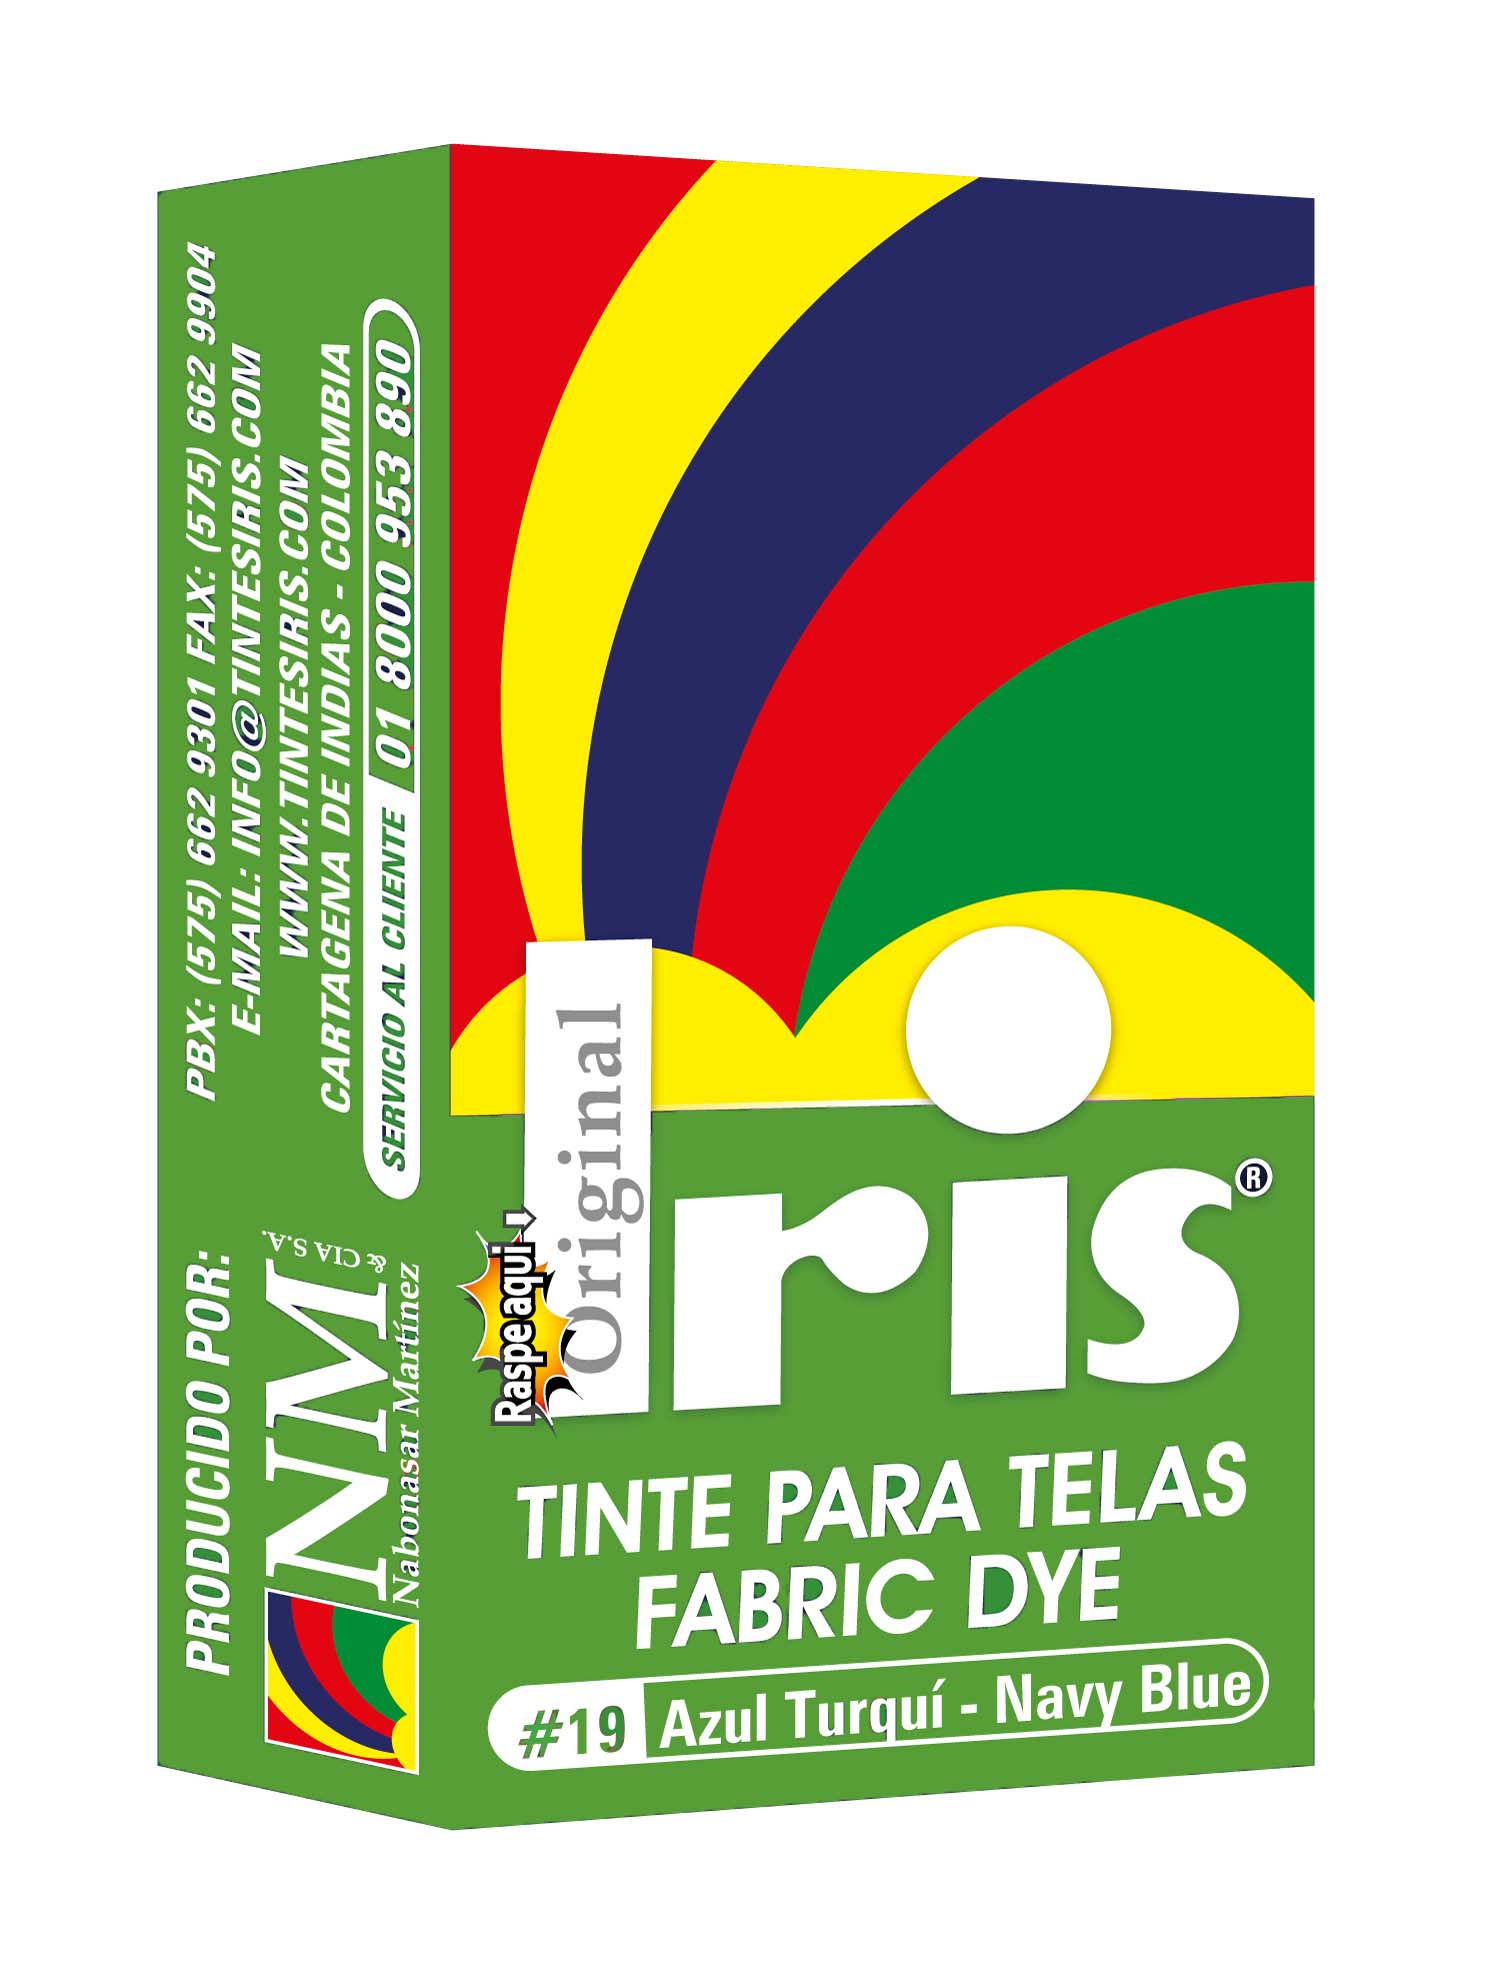 PBX: (575) 662 9301 FAX: (575) 662 9904
E-MAIL: INFO@TINTESIRIS.COM
WWW.TINTESIRIS.COM
CARTAGENA DE INDIAS - COLOMBIA
SERVICIO AL CLIENTE 01 8000 953 890
PRODUCIDO POR:
NM
& CIA S.A.
Nabonasar Martínez
Original
Raspe aquí
Iris®
TINTE PARA TELAS
FABRIC DYE
#19 Azul Turquí - Navy Blue